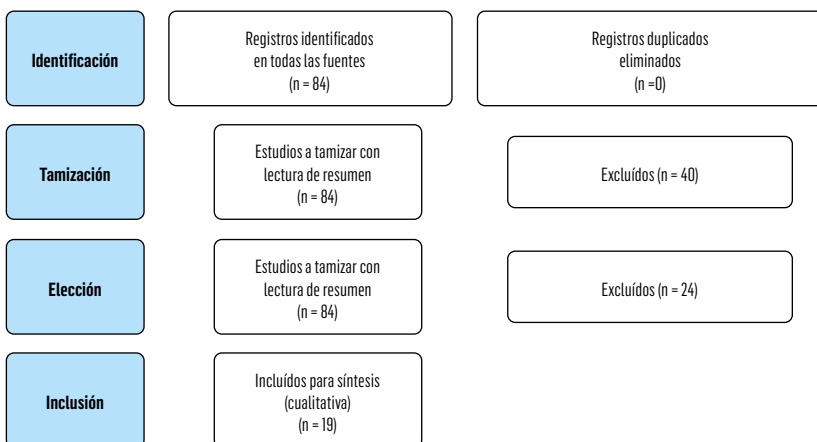 Identificación
Registros identificados
en todas las fuentes
(n = 84)
Registros duplicados
eliminados
(n =0)
Tamización
Estudios a tamizar con
lectura de resumen
(n = 84)
Excluídos (n = 40)
Elección
Estudios a tamizar con
lectura de resumen
(n = 84)
Excluídos (n = 24)
Inclusión
Incluídos para síntesis
(cualitativa)
(n = 19)